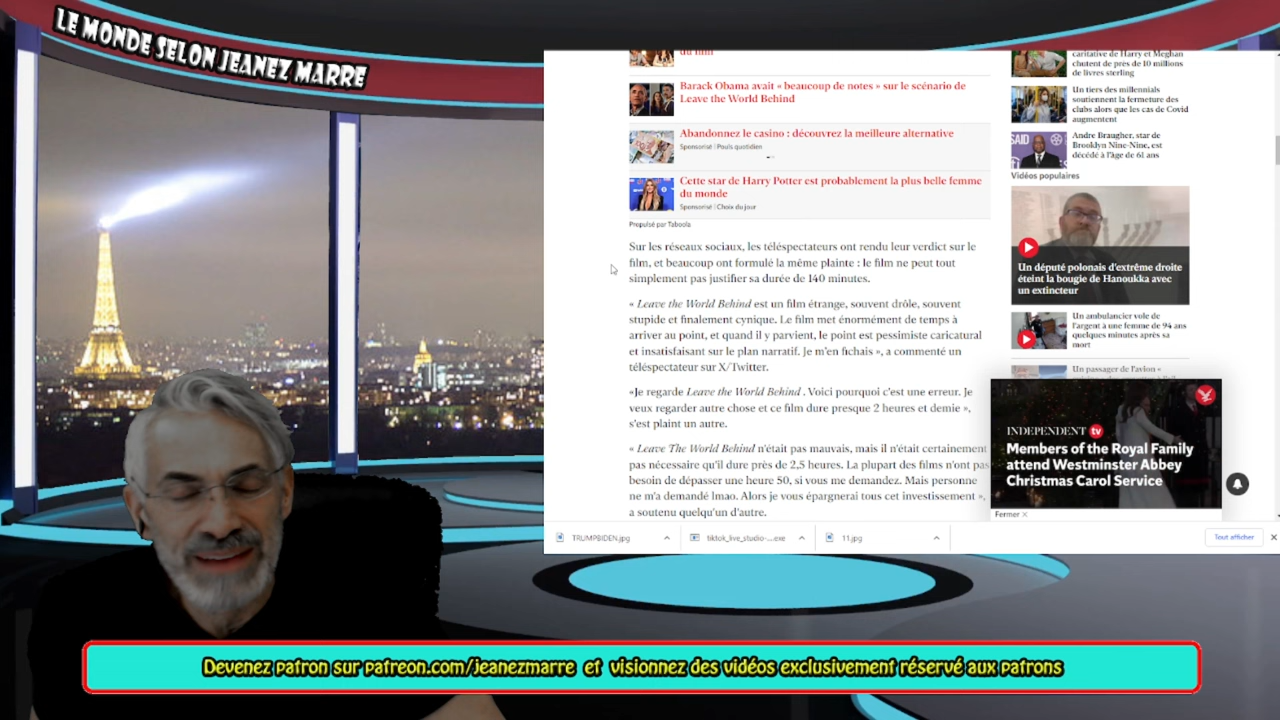 LE MONDE SELON JEANEZ MARRE
du film
Barack Obama avait « beaucoup de notes » sur le scénario de
Leave the World Behind
Abandonnez le casino : découvrez la meilleure alternative
Sponsorisé | Pouls quotidien
Cette star de Harry Potter est probablement la plus belle femme
du monde
Sponsorisé | Choix du jour
Propulsé par Taboola
Sur les réseaux sociaux, les téléspectateurs ont rendu leur verdict sur le
film, et beaucoup ont formulé la même plainte : le film ne peut tout
simplement pas justifier sa durée de 140 minutes.
« Leave the World Behind est un film étrange, souvent drôle, souvent
stupide et finalement cynique. Le film met énormément de temps à
arriver au point, et quand il y parvient, le point est pessimiste caricatural
et insatisfaisant sur le plan narratif. Je m'en fichais », a commenté un
téléspectateur sur X/Twitter.
«Je regarde Leave the World Behind . Voici pourquoi c'est une erreur. Je
veux regarder autre chose et ce film dure presque 2 heures et demie »,
s'est plaint un autre.
« Leave The World Behind n'était pas mauvais, mais il n'était certainement
pas nécessaire qu'il dure près de 2,5 heures. La plupart des films n'ont pas
besoin de dépasser une heure 50, si vous me demandez. Mais personne
ne m'a demandé lmao. Alors je vous épargnerai tous cet investissement »,
a soutenu quelqu'un d'autre.
caritative de Harry et Meghan
chutent de près de 10 millions
de livres sterling
Un tiers des millennials
soutiennent la fermeture des
clubs alors que les cas de Covid
augmentent
SAID
Andre Braugher, star de
Brooklyn Nine-Nine, est
décédé à l'âge de 61 ans
Vidéos populaires
Un député polonais d'extrême droite
éteint la bougie de Hanoukka avec
un extincteur
Un ambulancier vole de
l'argent à une femme de 94 ans
quelques minutes après sa
mort
Un passager de l'avion «
INDEPENDENT tv
Members of the Royal Family
attend Westminster Abbey
Christmas Carol Service
Fermer X
TRUMPBIDEN.jpg
tiktok_live_studio-....exe
11.jpg
Tout afficher
Devenez patron sur patreon.com/jeanezmarre et visionnez des vidéos exclusivement réservé aux patrons